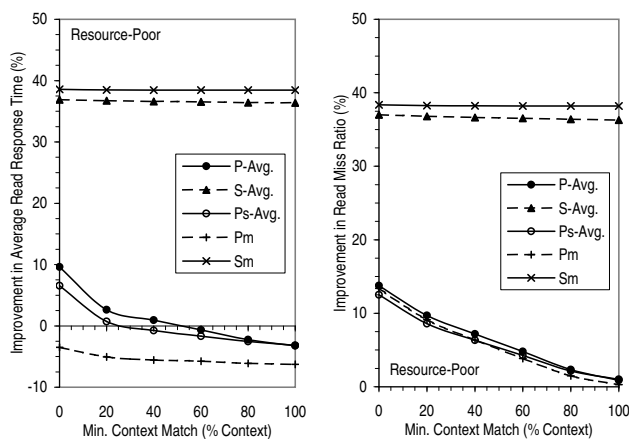 50
40
30
20
10
0
-10
Improvement in Average Read Response Time (%)
Resource-Poor
P-Avg.
S-Avg.
Ps-Avg.
Pm
Sm
0 20 40 60 80 100
Min. Context Match (% Context)
50
40
30
20
10
0
Improvement in Read Miss Ratio (%)
P-Avg.
S-Avg.
Ps-Avg.
Pm
Sm
Resource-Poor
0 20 40 60 80 100
Min. Context Match (% Context)